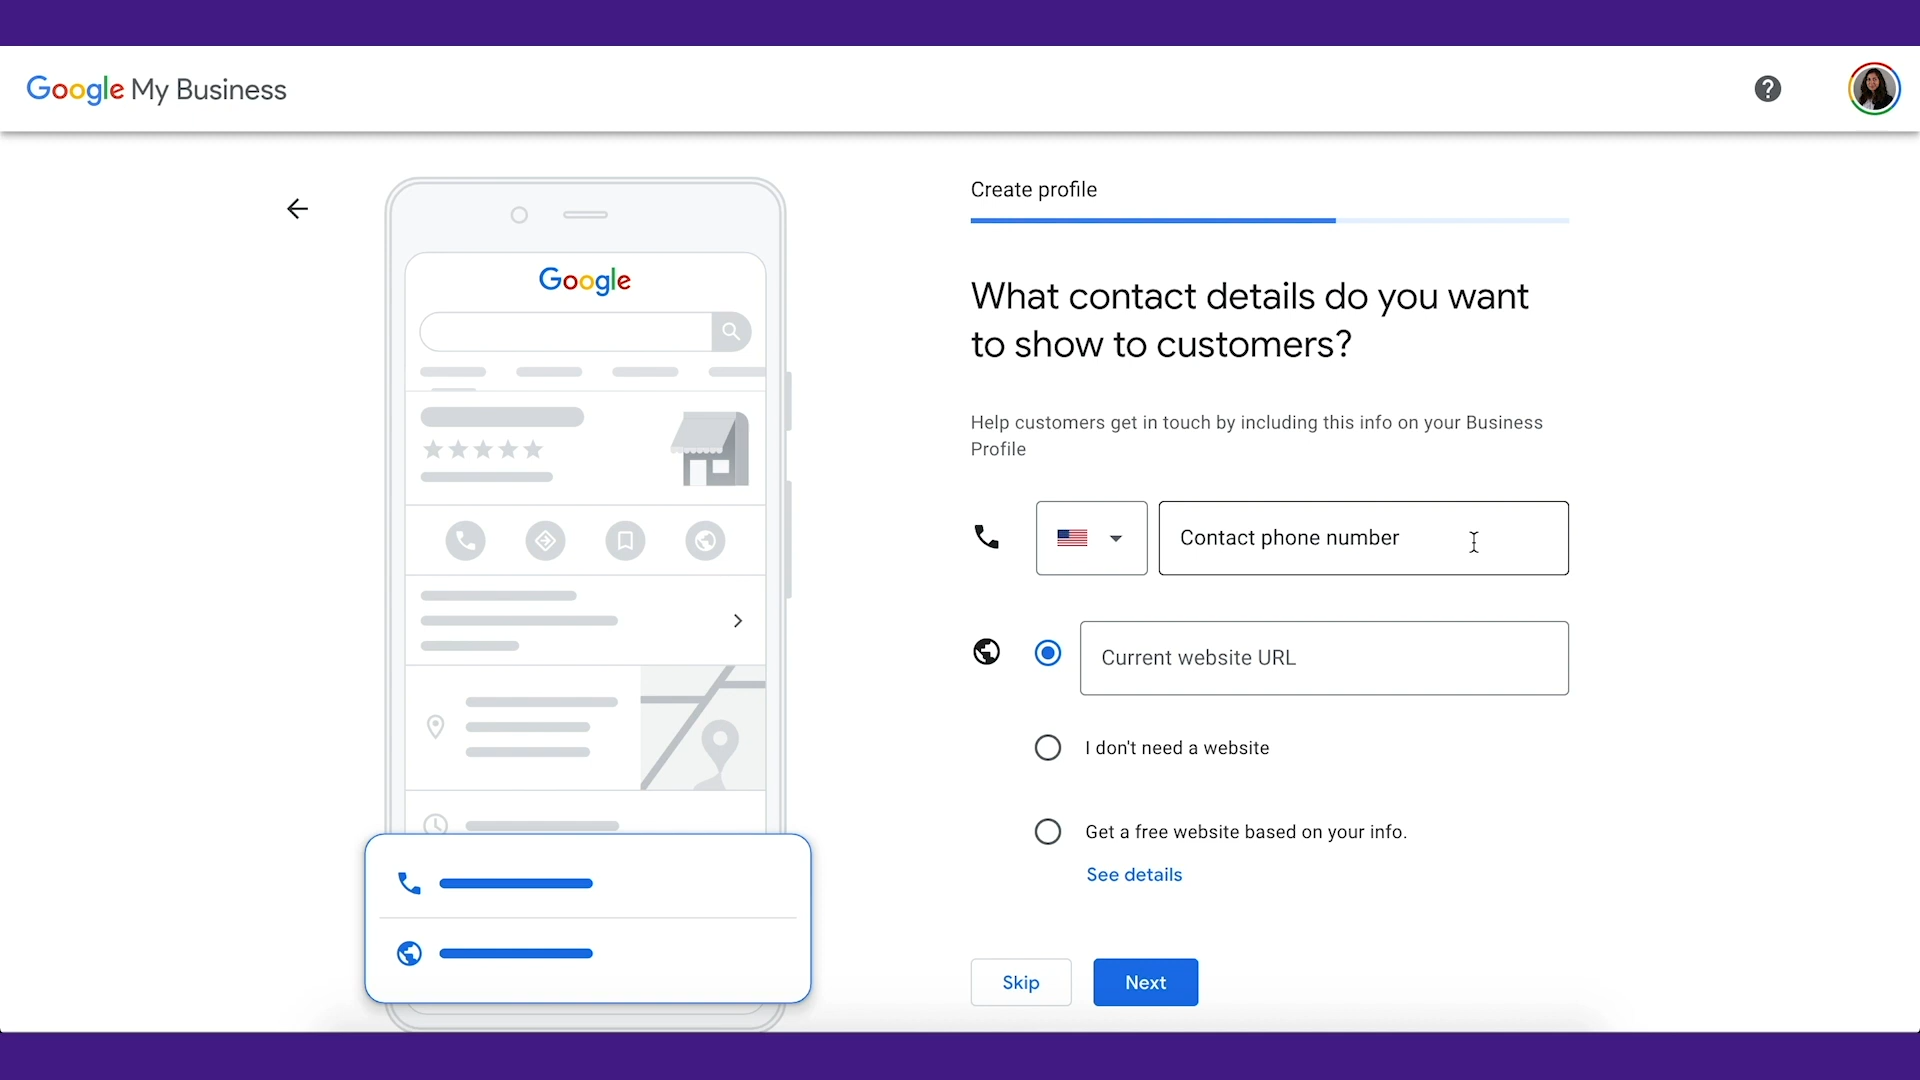 Google My Business
Create profile
Google
What contact details do you want
to show to customers?
Help customers get in touch by including this info on your Business
Profile
Contact phone number
Current website URL
I don't need a website
Get a free website based on your info.
See details
Skip
Next